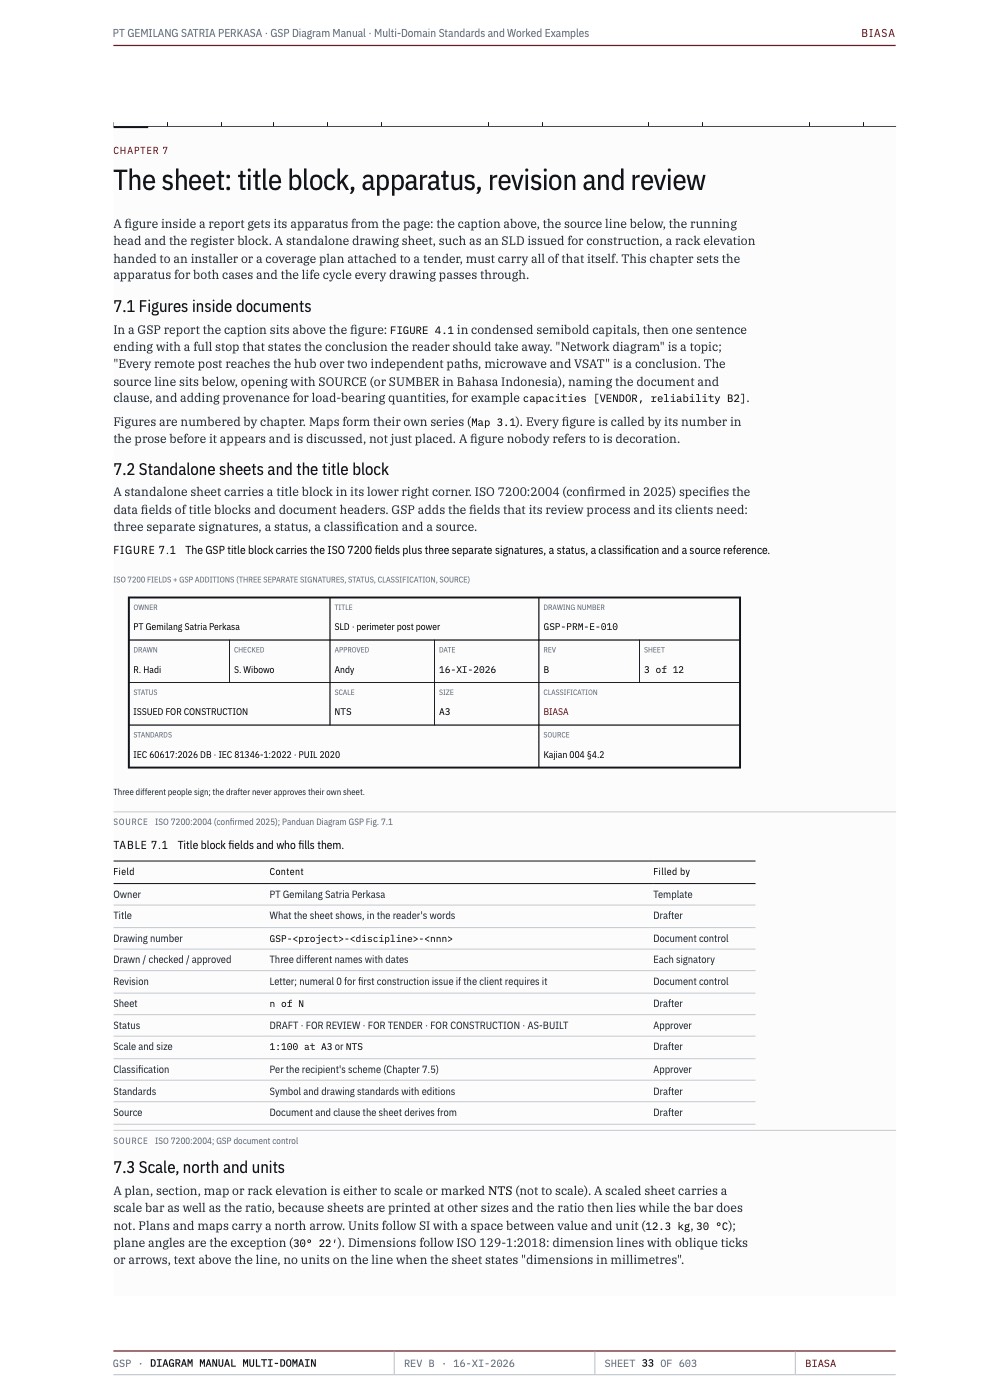 PT GEMILANG SATRIA PERKASA · GSP Diagram Manual · Multi-Domain Standards and Worked Examples BIASA
CHAPTER 7
The sheet: title block, apparatus, revision and review
A figure inside a report gets its apparatus from the page: the caption above, the source line below, the running
head and the register block. A standalone drawing sheet, such as an SLD issued for construction, a rack elevation
handed to an installer or a coverage plan attached to a tender, must carry all of that itself. This chapter sets the
apparatus for both cases and the life cycle every drawing passes through.
7.1 Figures inside documents
In a GSP report the caption sits above the figure: FIGURE 4.1 in condensed semibold capitals, then one sentence
ending with a full stop that states the conclusion the reader should take away. "Network diagram" is a topic;
"Every remote post reaches the hub over two independent paths, microwave and VSAT" is a conclusion. The
source line sits below, opening with SOURCE (or SUMBER in Bahasa Indonesia), naming the document and
clause, and adding provenance for load-bearing quantities, for example capacities [VENDOR, reliability B2].
Figures are numbered by chapter. Maps form their own series (Map 3.1). Every figure is called by its number in
the prose before it appears and is discussed, not just placed. A figure nobody refers to is decoration.
7.2 Standalone sheets and the title block
A standalone sheet carries a title block in its lower right corner. ISO 7200:2004 (confirmed in 2025) specifies the
data fields of title blocks and document headers. GSP adds the fields that its review process and its clients need:
three separate signatures, a status, a classification and a source.
FIGURE 7.1 The GSP title block carries the ISO 7200 fields plus three separate signatures, a status, a classification and a source reference.
ISO 7200 FIELDS + GSP ADDITIONS (THREE SEPARATE SIGNATURES, STATUS, CLASSIFICATION, SOURCE)
OWNER TITLE DRAWING NUMBER
PT Gemilang Satria Perkasa SLD · perimeter post power GSP-PRM-E-010
DRAWN CHECKED APPROVED DATE REV SHEET
R. Hadi S. Wibowo Andy 16-XI-2026 B 3 of 12
STATUS SCALE SIZE CLASSIFICATION
ISSUED FOR CONSTRUCTION NTS A3 BIASA
STANDARDS SOURCE
IEC 60617:2026 DB · IEC 81346-1:2022 · PUIL 2020 Kajian 004 §4.2
Three different people sign; the drafter never approves their own sheet.
SOURCE ISO 7200:2004 (confirmed 2025); Panduan Diagram GSP Fig. 7.1
TABLE 7.1 Title block fields and who fills them.
Field Content Filled by
Owner PT Gemilang Satria Perkasa Template
Title What the sheet shows, in the reader's words Drafter
Drawing number GSP-<project>-<discipline>-<nnn> Document control
Drawn / checked / approved Three different names with dates Each signatory
Revision Letter; numeral 0 for first construction issue if the client requires it Document control
Sheet n of N Drafter
Status DRAFT · FOR REVIEW · FOR TENDER · FOR CONSTRUCTION · AS-BUILT Approver
Scale and size 1:100 at A3 or NTS Drafter
Classification Per the recipient's scheme (Chapter 7.5) Approver
Standards Symbol and drawing standards with editions Drafter
Source Document and clause the sheet derives from Drafter
SOURCE ISO 7200:2004; GSP document control
7.3 Scale, north and units
A plan, section, map or rack elevation is either to scale or marked NTS (not to scale). A scaled sheet carries a
scale bar as well as the ratio, because sheets are printed at other sizes and the ratio then lies while the bar does
not. Plans and maps carry a north arrow. Units follow SI with a space between value and unit (12.3 kg, 30 °C);
plane angles are the exception (30° 22′). Dimensions follow ISO 129-1:2018: dimension lines with oblique ticks
or arrows, text above the line, no units on the line when the sheet states "dimensions in millimetres".
GSP · DIAGRAM MANUAL MULTI-DOMAIN REV B · 16-XI-2026 SHEET 33 OF 603 BIASA